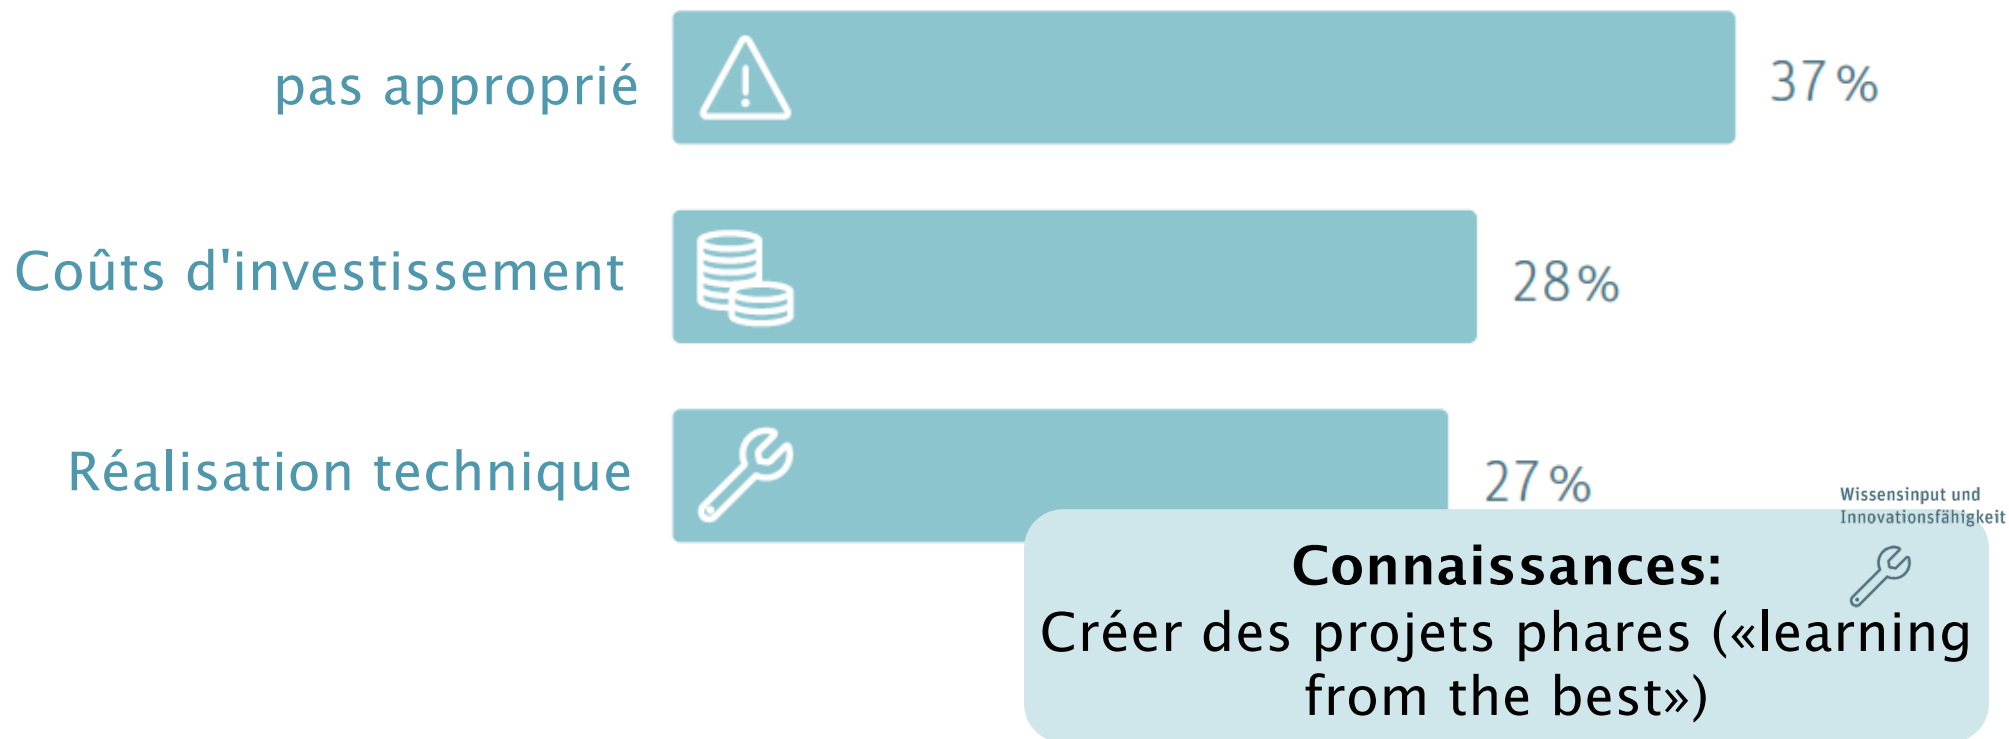 pas approprié
37%
Coûts d'investissement
28%
Réalisation technique
27%
Wissensinput und
Innovationsfähigkeit
Connaissances:
Créer des projets phares («learning
from the best»)